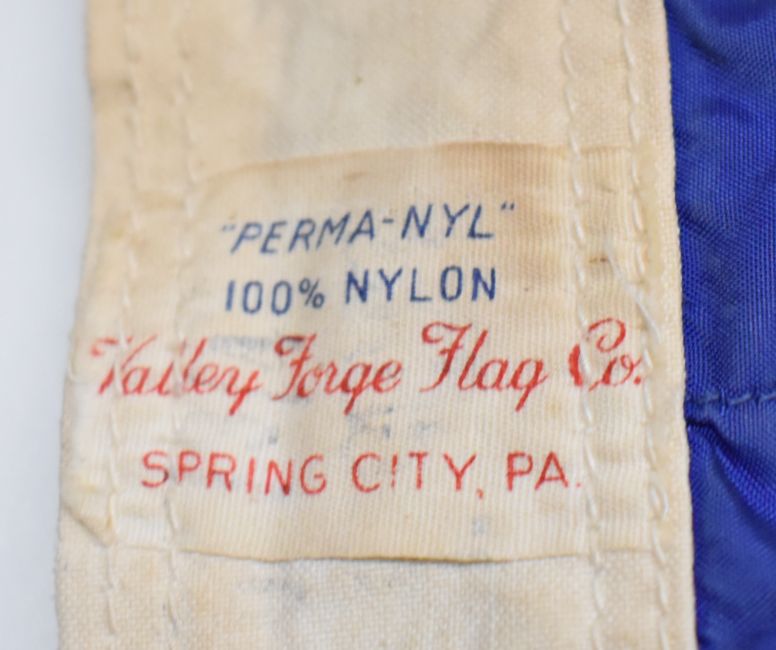 "PERMA-NYL"
100% NYLON
Valley Forge Flag Co.
SPRING CITY, PA.